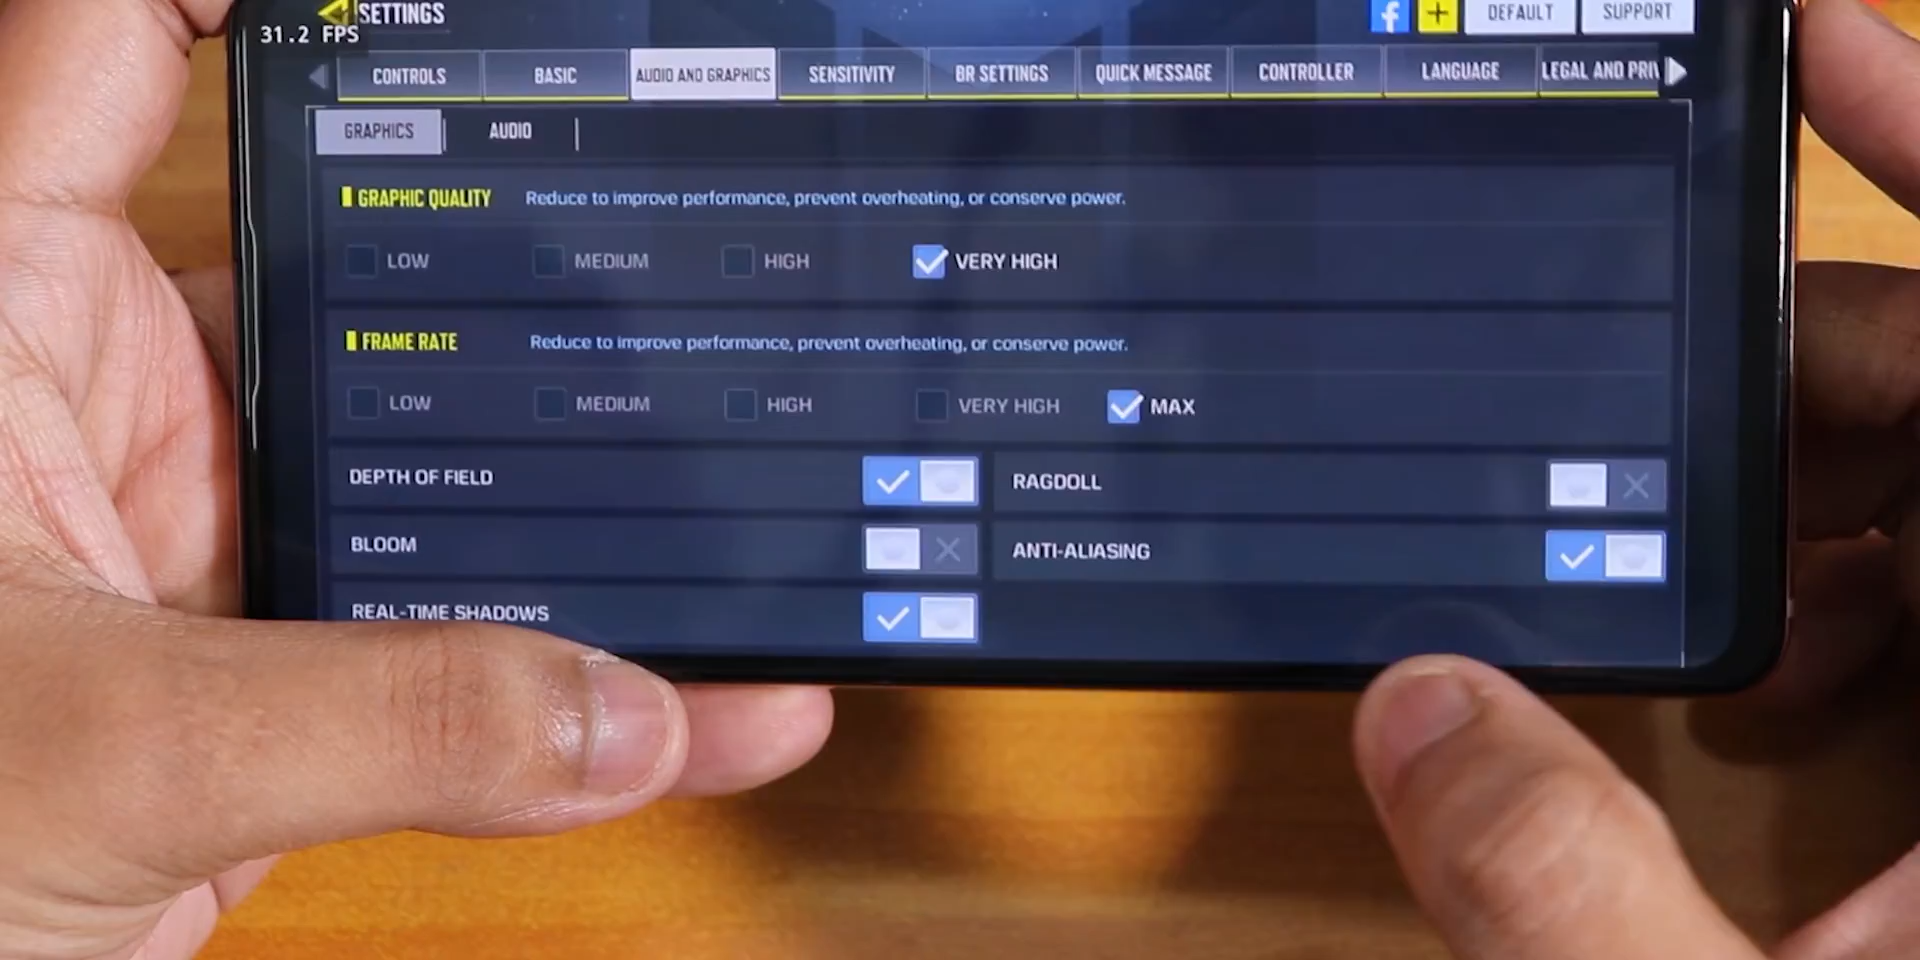 SETTINGS
31.2 FPS
f + DEFAULT SUPPORT
CONTROLS BASIC AUDIO AND GRAPHICS SENSITIVITY BR SETTINGS QUICK MESSAGE CONTROLLER LANGUAGE LEGAL AND PRIV
GRAPHICS AUDIO
GRAPHIC QUALITY Reduce to improve performance, prevent overheating, or conserve power.
LOW MEDIUM HIGH VERY HIGH
FRAME RATE Reduce to improve performance, prevent overheating, or conserve power.
LOW MEDIUM HIGH VERY HIGH MAX
DEPTH OF FIELD RAGDOLL
BLOOM ANTI-ALIASING
REAL-TIME SHADOWS